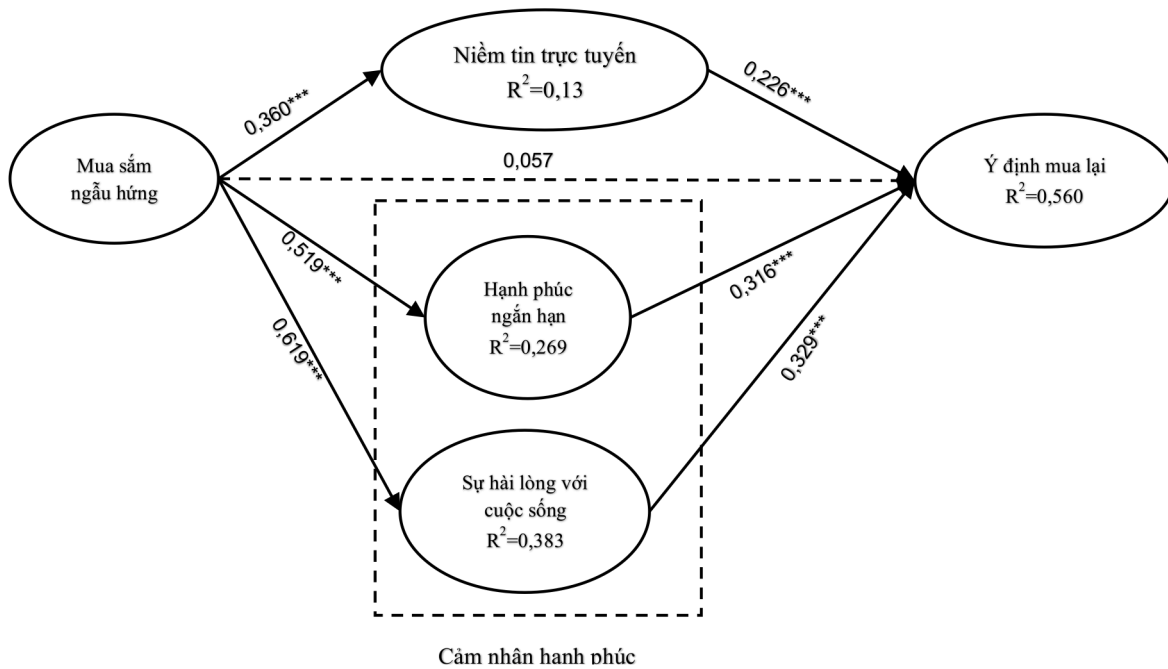 Niềm tin trực tuyến
R²=0,13
0,360***
0,226***
Mua sắm
ngẫu hứng
0,057
Ý định mua lại
R²=0,560
0,519***
Hạnh phúc
ngắn hạn
R²=0,269
0,316***
0,619***
0,329***
Sự hài lòng với
cuộc sống
R²=0,383
Cảm nhận hạnh phúc